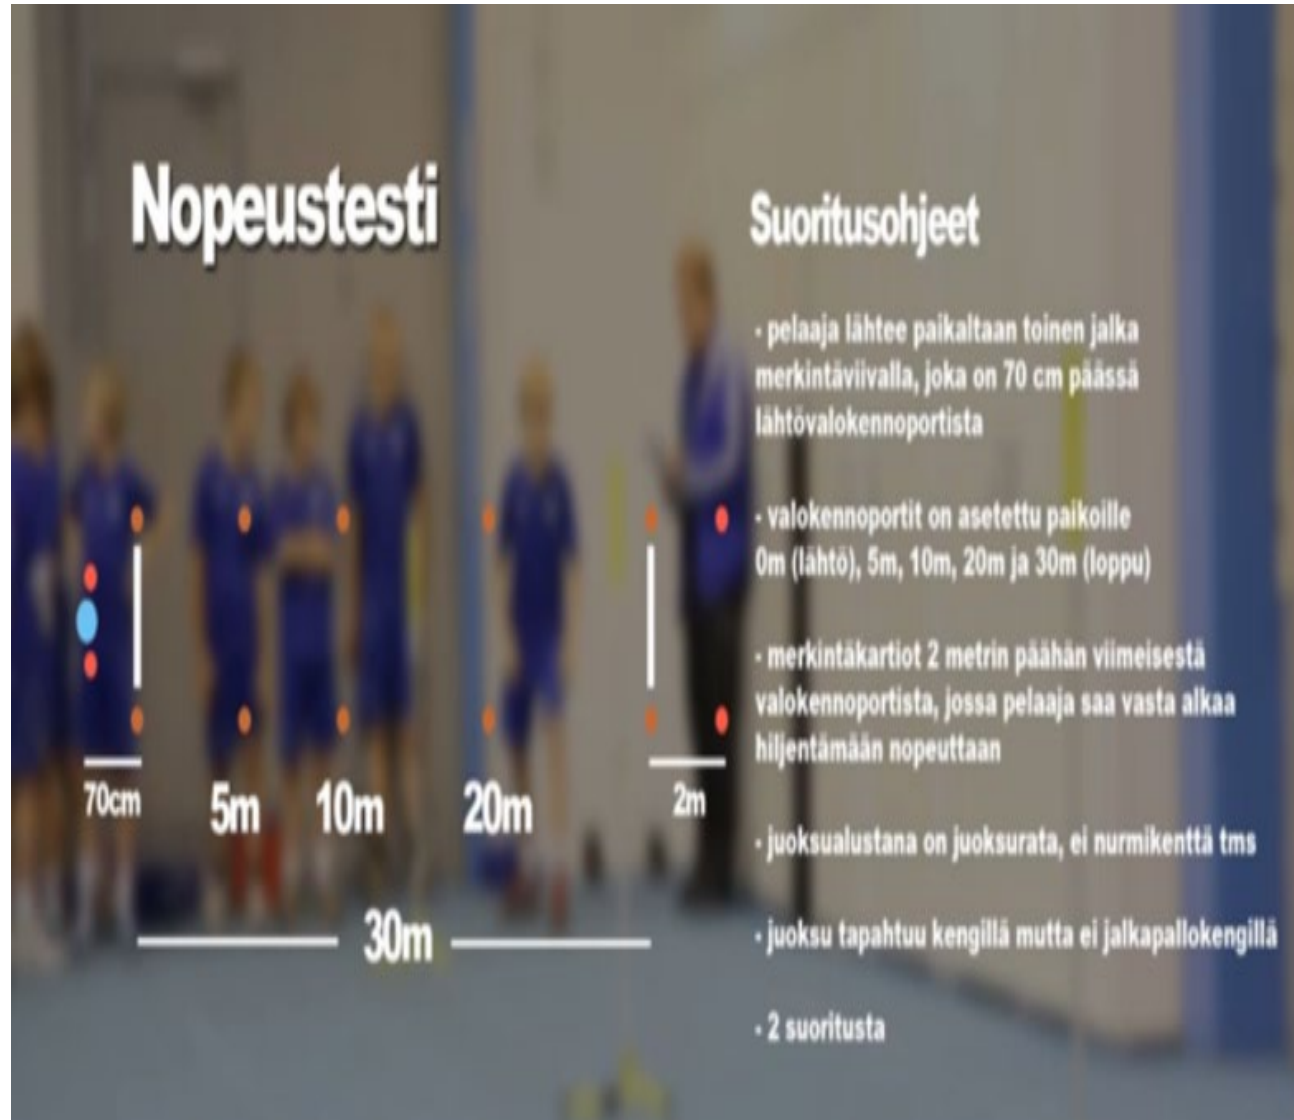 Nopeustesti
70cm
5m
10m
20m
2m
30m
Suoritusohjeet
- pelaaja lähtee paikaltaan toinen jalka
merkintäviivalla, joka on 70 cm päässä
lähtövalokennoportista
- valokennoportit on asetettu paikoille
0m (lähtö), 5m, 10m, 20m ja 30m (loppu)
- merkintäkartiot 2 metrin päähän viimeisestä
valokennoportista, jossa pelaaja saa vasta alkaa
hiljentämään nopeuttaan
- juoksualustana on juoksurata, ei nurmikenttä tms
- juoksu tapahtuu kengillä mutta ei jalkapallokengillä
- 2 suoritusta